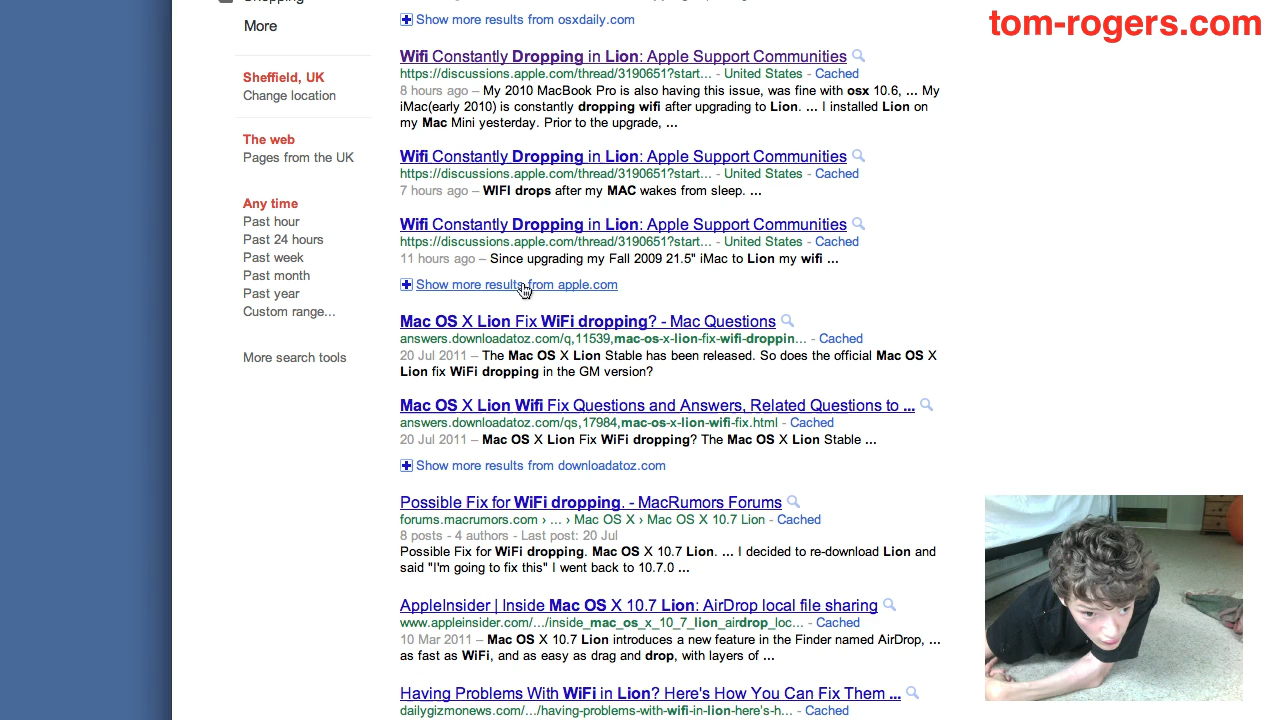 Show more results from osxdaily.com
tom-rogers.com
More
Sheffield, UK
Change location
The web
Pages from the UK
Any time
Past hour
Past 24 hours
Past week
Past month
Past year
Custom range...
More search tools
Wifi Constantly Dropping in Lion: Apple Support Communities
https://discussions.apple.com/thread/3190651?start... - United States - Cached
8 hours ago – My 2010 MacBook Pro is also having this issue, was fine with osx 10.6, ... My
iMac(early 2010) is constantly dropping wifi after upgrading to Lion. ... I installed Lion on
my Mac Mini yesterday. Prior to the upgrade, ...
Wifi Constantly Dropping in Lion: Apple Support Communities
https://discussions.apple.com/thread/3190651?start... - United States - Cached
7 hours ago – WIFI drops after my MAC wakes from sleep. ...
Wifi Constantly Dropping in Lion: Apple Support Communities
https://discussions.apple.com/thread/3190651?start... - United States - Cached
11 hours ago – Since upgrading my Fall 2009 21.5" iMac to Lion my wifi ...
Show more results from apple.com
Mac OS X Lion Fix WiFi dropping? - Mac Questions
answers.downloadatoz.com/q,11539,mac-os-x-lion-fix-wifi-droppin... - Cached
20 Jul 2011 – The Mac OS X Lion Stable has been released. So does the official Mac OS X
Lion fix WiFi dropping in the GM version?
Mac OS X Lion Wifi Fix Questions and Answers, Related Questions to ...
answers.downloadatoz.com/qs,17984,mac-os-x-lion-wifi-fix.html - Cached
20 Jul 2011 – Mac OS X Lion Fix WiFi dropping? The Mac OS X Lion Stable ...
Show more results from downloadatoz.com
Possible Fix for WiFi dropping. - MacRumors Forums
forums.macrumors.com › ... › Mac OS X › Mac OS X 10.7 Lion - Cached
8 posts - 4 authors - Last post: 20 Jul
Possible Fix for WiFi dropping. Mac OS X 10.7 Lion. ... I decided to re-download Lion and
said "I'm going to fix this" I went back to 10.7.0 ...
AppleInsider | Inside Mac OS X 10.7 Lion: AirDrop local file sharing
www.appleinsider.com/.../inside_mac_os_x_10_7_lion_airdrop_loc... - Cached
10 Mar 2011 – Mac OS X 10.7 Lion introduces a new feature in the Finder named AirDrop, ...
as fast as WiFi, and as easy as drag and drop, with layers of ...
Having Problems With WiFi in Lion? Here's How You Can Fix Them ...
dailygizmonews.com/.../having-problems-with-wifi-in-lion-here's-h... - Cached